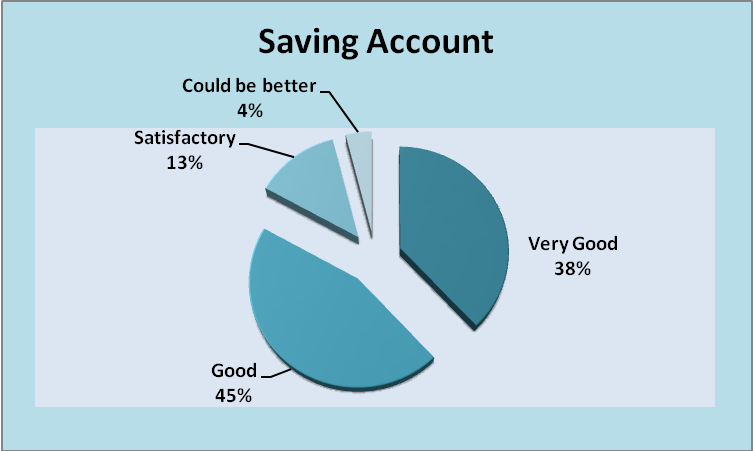 Saving Account
Could be better
4%
Satisfactory
13%
Very Good
38%
Good
45%